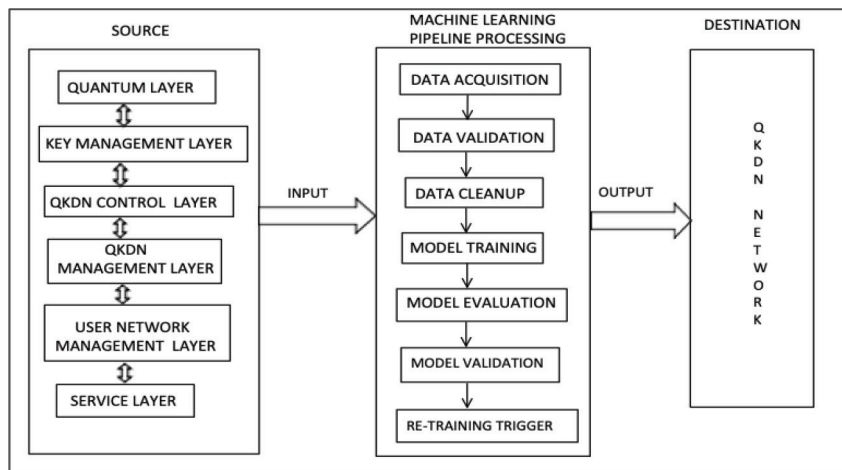 SOURCE
QUANTUM LAYER
KEY MANAGEMENT LAYER
QKDN CONTROL LAYER
QKDN
MANAGEMENT LAYER
USER NETWORK
MANAGEMENT LAYER
SERVICE LAYER
INPUT
MACHINE LEARNING
PIPELINE PROCESSING
DATA ACQUISITION
DATA VALIDATION
DATA CLEANUP
MODEL TRAINING
MODEL EVALUATION
MODEL VALIDATION
RE-TRAINING TRIGGER
OUTPUT
DESTINATION
QKDN NETWORK